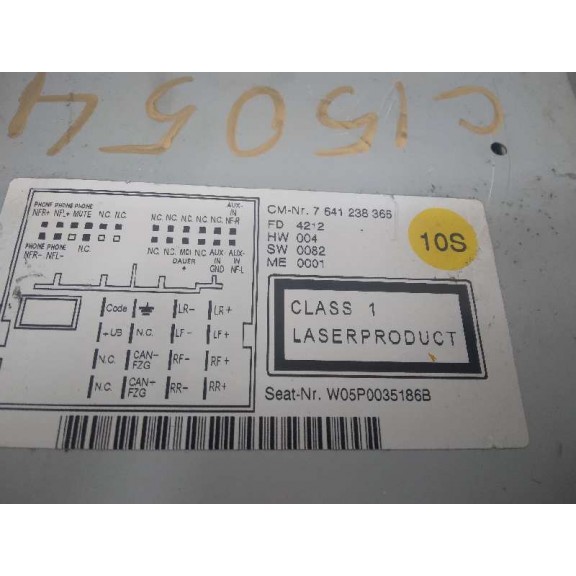 C15054
PHONE PHONE PHONE AUX-
NFR+ NFL+ MUTE N.C. N.C. N.C. N.C. N.C. IN
NF-R
PHONE PHONE N.C. N.C. N.C. MDI AUX AUX-
NFR- NFL- DAUER IN IN
+ GND NF-L
Code LR- LR+
+UB N.C. LF- LF+
N.C. CAN- RF- RF+
FZG
N.C. CAN+ RR- RR+
FZG
CM-Nr. 7 641 238 366
FD 4212
HW 004
SW 0082
ME 0001
10S
CLASS 1
LASERPRODUCT
Seat-Nr. W05P0035186B